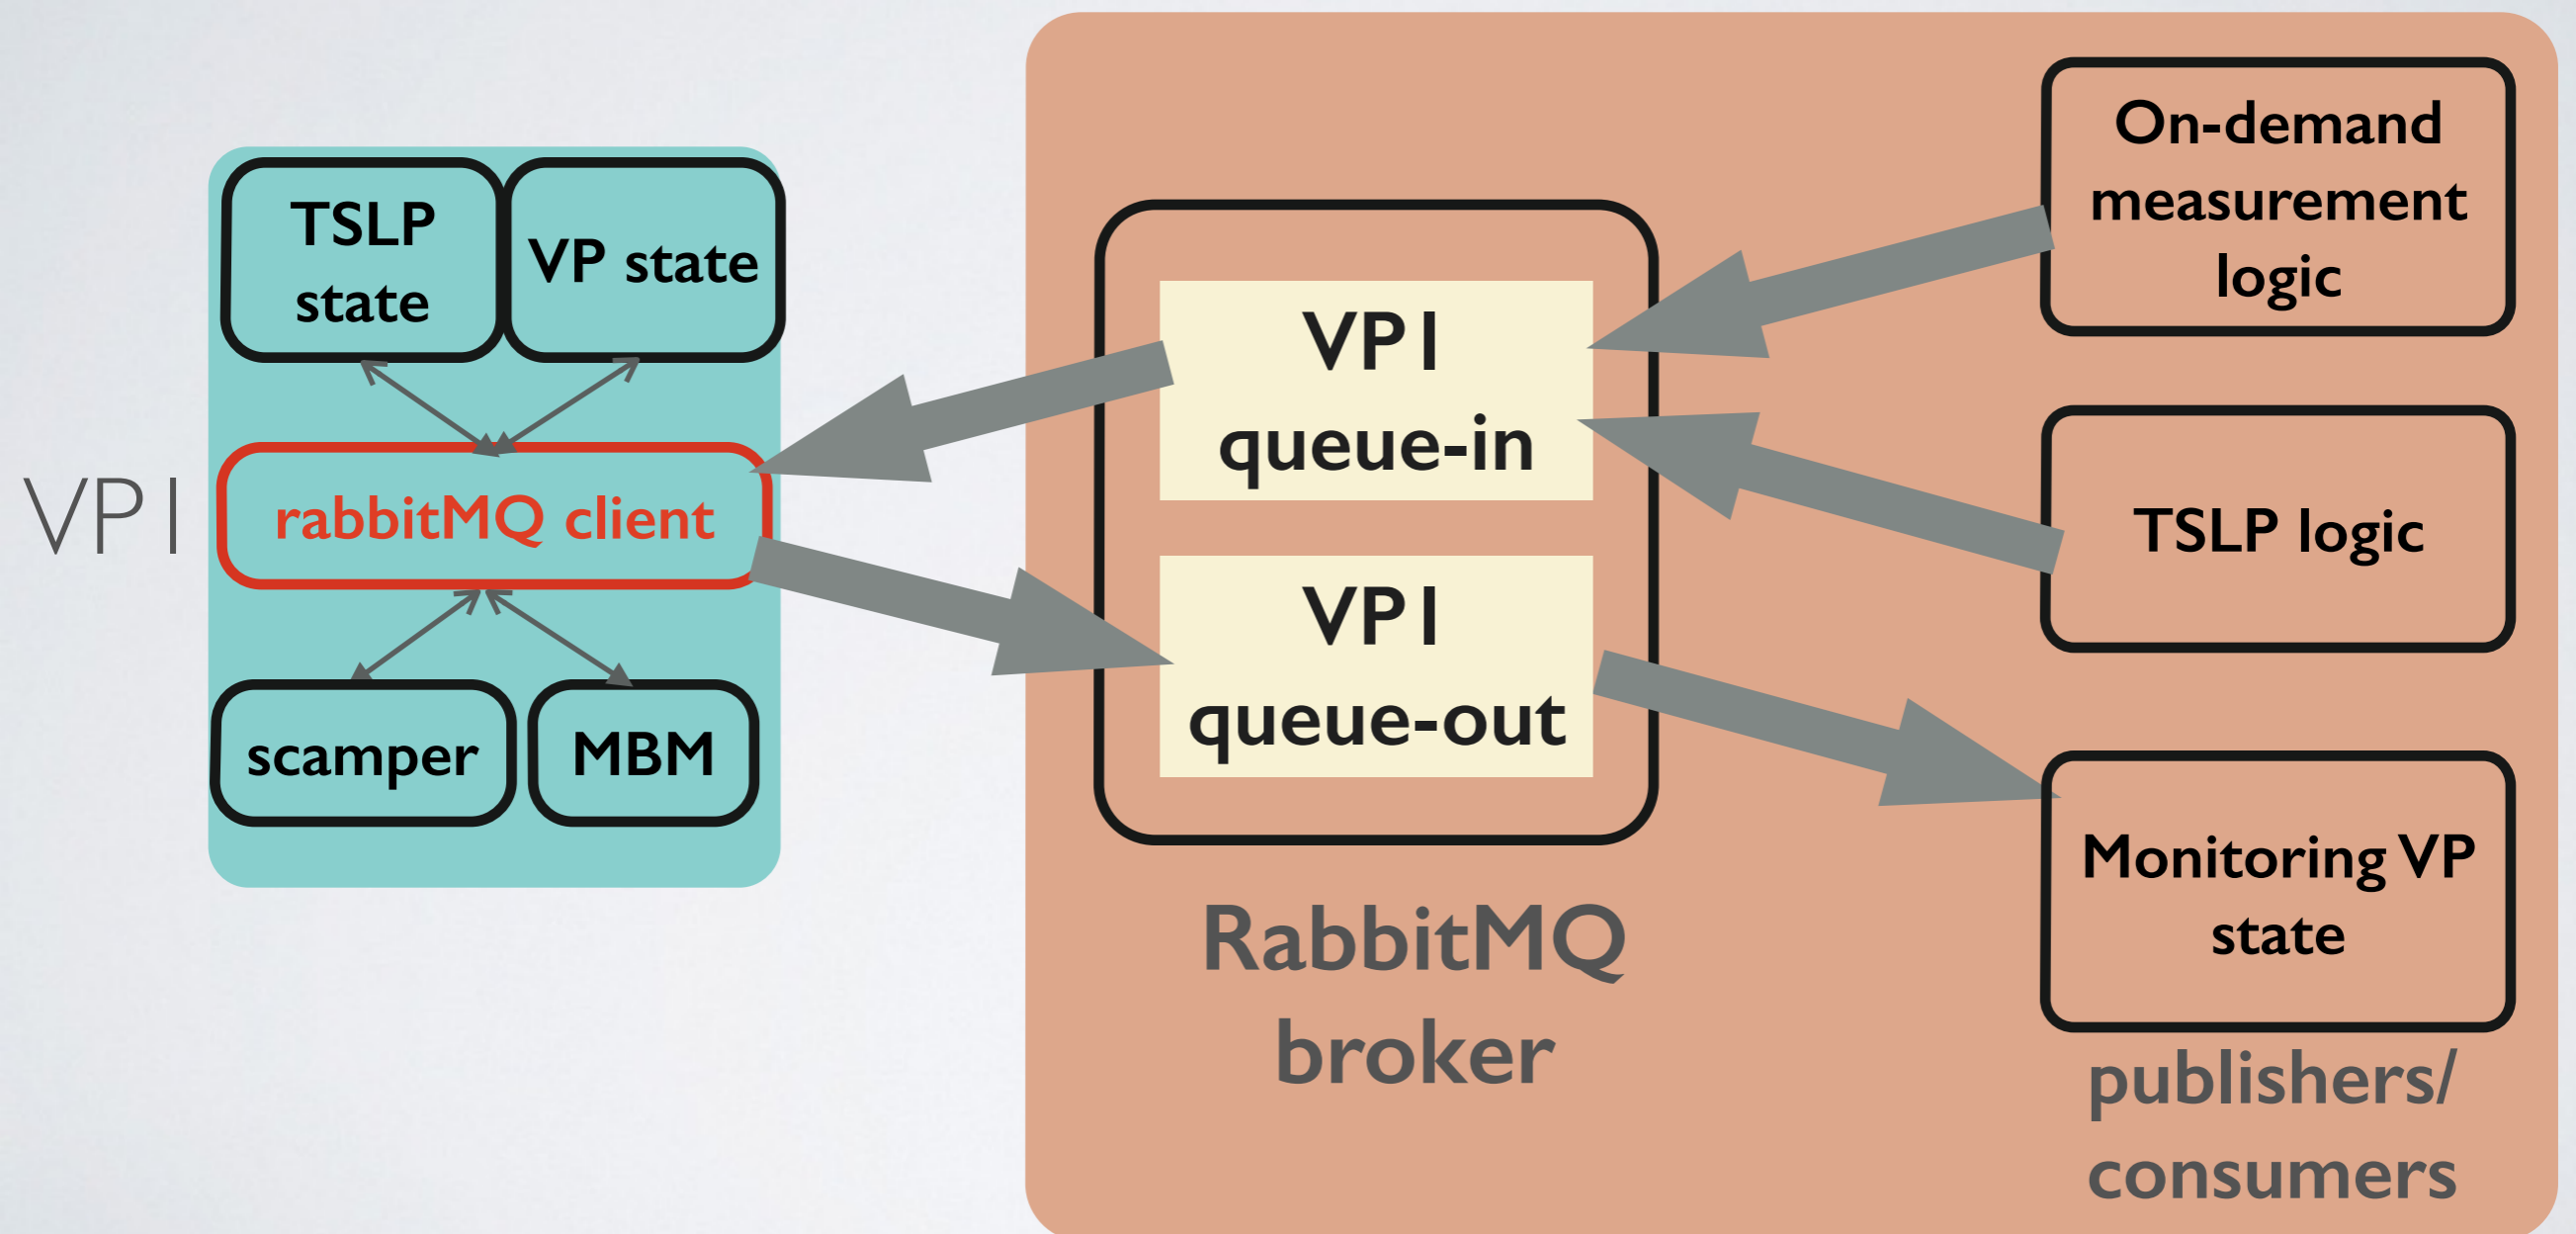 VP1
TSLP
state
VP state
rabbitMQ client
scamper
MBM
VP1
queue-in
VP1
queue-out
RabbitMQ
broker
On-demand
measurement
logic
TSLP logic
Monitoring VP
state
publishers/
consumers